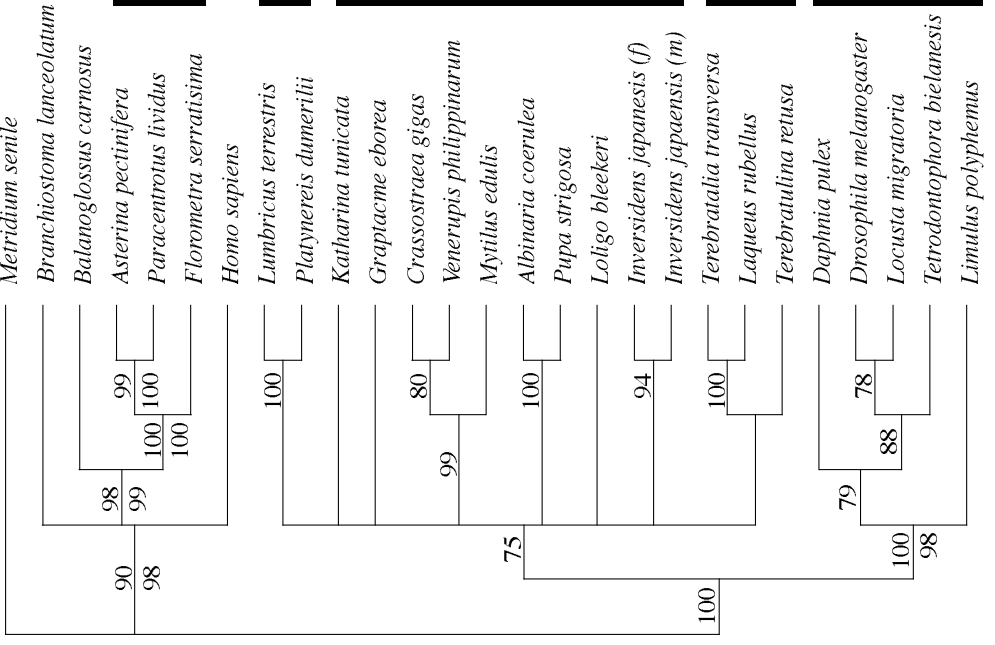 Metridium senile
Branchiostoma lanceolatum
Balanoglossus carnosus
Asterina pectinifera
Paracentrotus lividus
Florometra serratisima
Homo sapiens
Lumbricus terrestris
Platynereis dumerilii
Katharina tunicata
Graptacme eborea
Crassostraea gigas
Venerupis philippinarum
Mytilus edulis
Albinaria coerulea
Pupa strigosa
Loligo bleekeri
Inversidens japanesis (f)
Inversidens japaensis (m)
Terebratalia transversa
Laqueus rubellus
Terebratulina retusa
Daphnia pulex
Drosophila melanogaster
Locusta migratoria
Tetrodontophora bielanesis
Limulus polyphemus
99
100
100
100
98
99
90
98
100
80
99
100
94
100
75
100
78
88
79
100
98